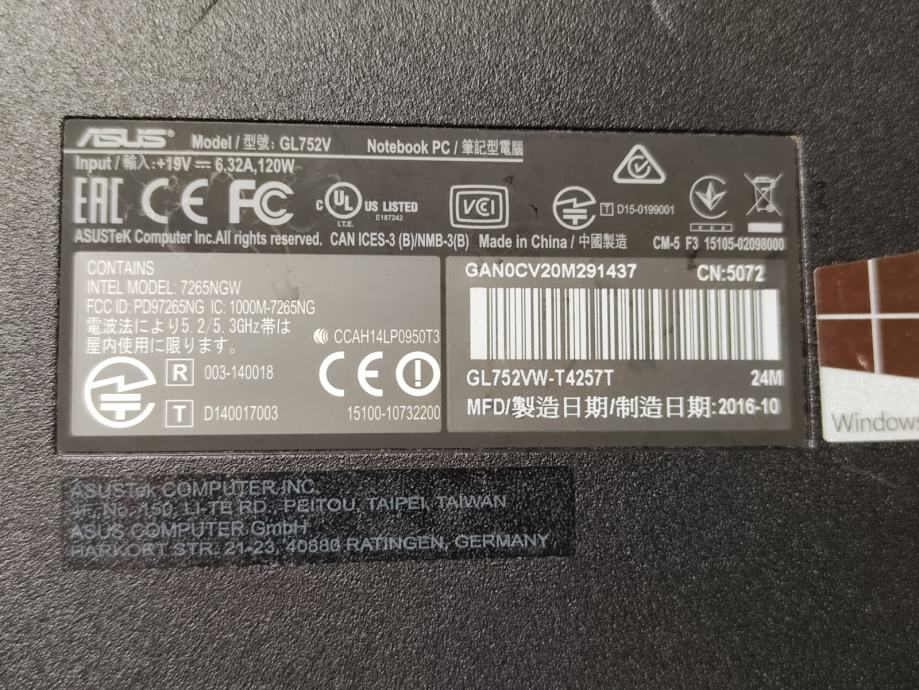 ASUS® Model / 型號: GL752V Notebook PC / 筆記型電腦
Input / 輸入:+19V ⎓ 6.32A,120W
EAC CE FC c UL US LISTED I.T.E. E187242 VCI T D15-0199001
ASUSTeK Computer Inc.All rights reserved. CAN ICES-3 (B)/NMB-3(B) Made in China / 中國製造 CM-5 F3 15105-02098000
CONTAINS
INTEL MODEL: 7265NGW
FCC ID: PD97265NG IC: 1000M-7265NG
電波法により5.2/5.3GHz帯は
屋内使用に限ります。
CCAH14LP0950T3
R 003-140018
CE
T D140017003
15100-10732200
GAN0CV20M291437 CN:5072
GL752VW-T4257T 24M
MFD/製造日期/制造日期:2016-10
Windows
ASUSTek COMPUTER INC.
4F, No. 150, LI-TE RD., PEITOU, TAIPEI, TAIWAN
ASUS COMPUTER GmbH
HARKORT STR. 21-23, 40880 RATINGEN, GERMANY